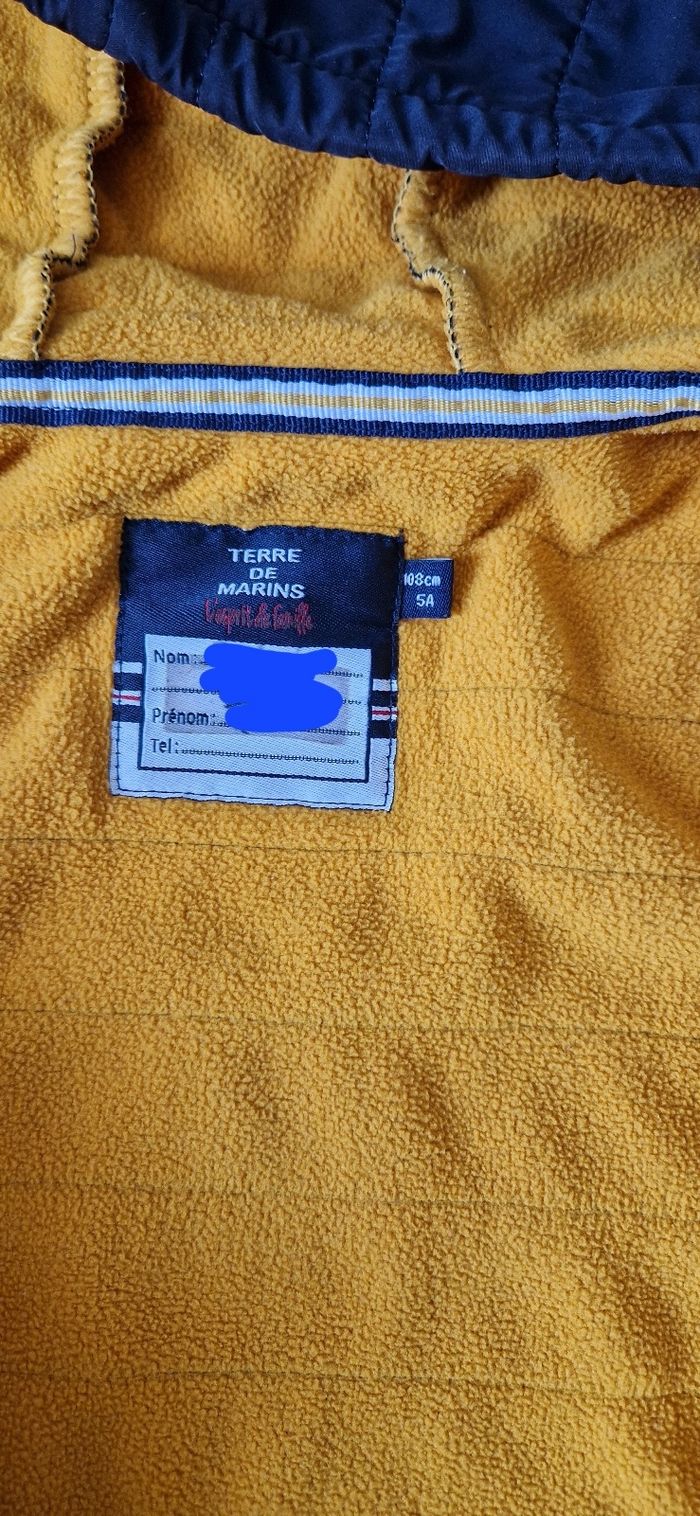 TERRE
DE
MARINS
L'esprit de famille
108cm
5A
Nom:
Prénom:
Tel: